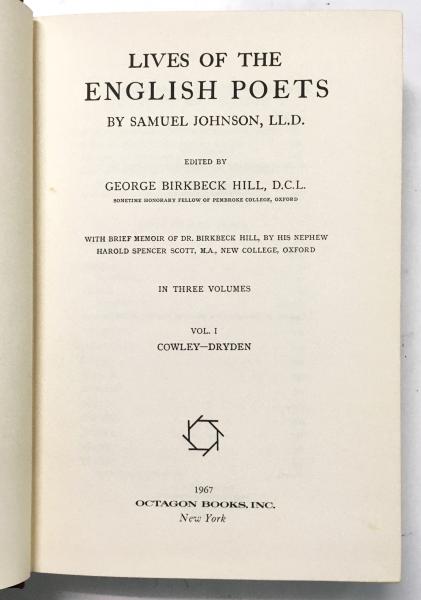 LIVES OF THE
ENGLISH POETS
BY SAMUEL JOHNSON, LL.D.
EDITED BY
GEORGE BIRKBECK HILL, D.C.L.
SOMETIME HONORARY FELLOW OF PEMBROKE COLLEGE, OXFORD
WITH BRIEF MEMOIR OF DR. BIRKBECK HILL, BY HIS NEPHEW
HAROLD SPENCER SCOTT, M.A., NEW COLLEGE, OXFORD
IN THREE VOLUMES
VOL. I
COWLEY—DRYDEN
1967
OCTAGON BOOKS, INC.
New York